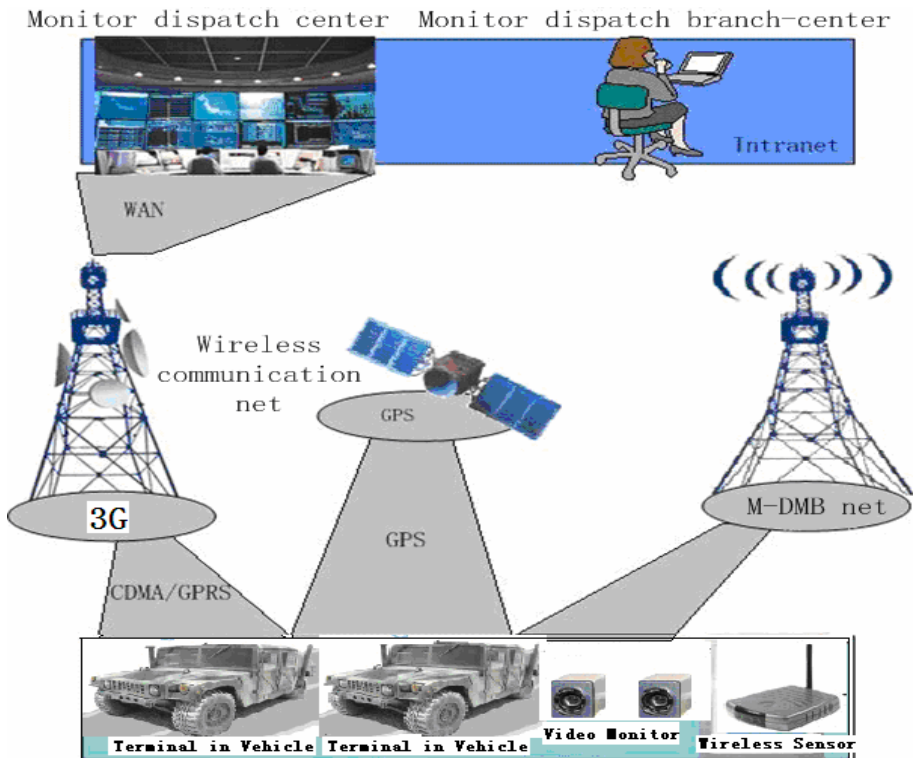 Monitor dispatch center
Monitor dispatch branch-center
Intranet
WAN
Wireless
communication
net
GPS
3G
M-DMB net
GPS
CDMA/GPRS
Terminal in Vehicle
Terminal in Vehicle
Video Monitor
Wireless Sensor